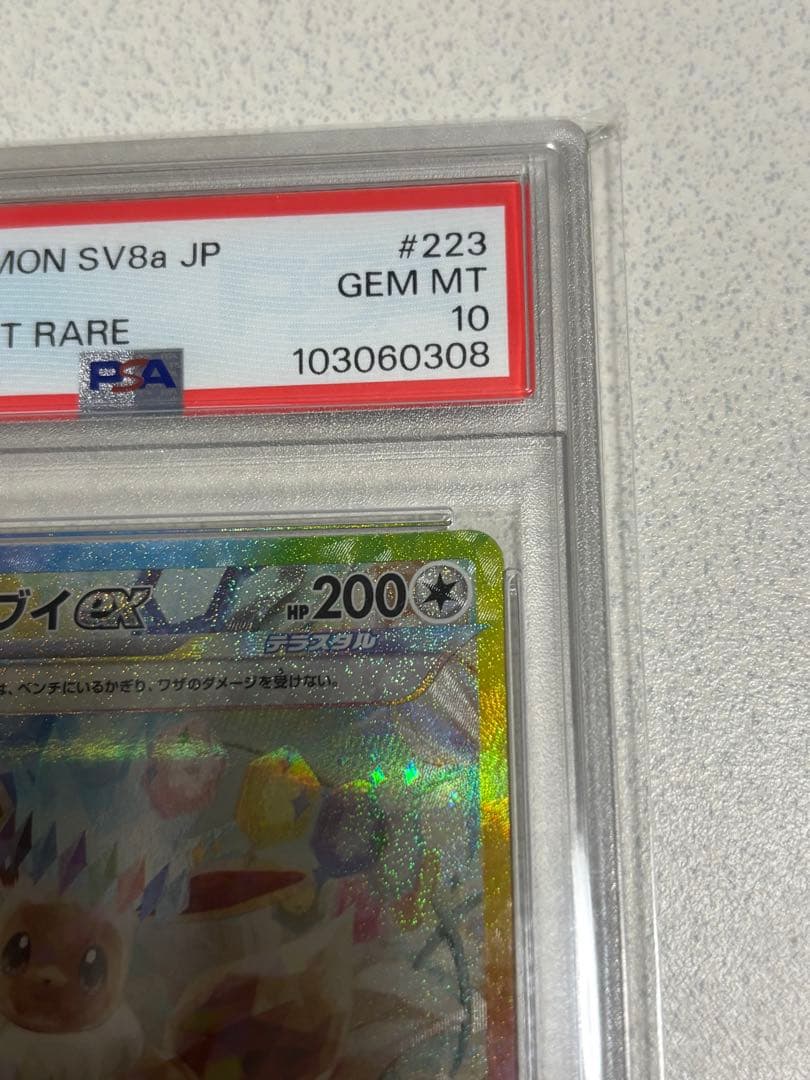 MON SV8a JP #223
GEM MT
T RARE 10
PSA 103060308
ブイex HP 200
テラスタル
は、ベンチにいるかぎり、ワザのダメージを受けない。